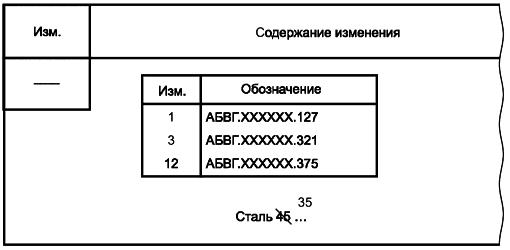 Изм.
Содержание изменения
—
Изм. Обозначение
1 АБВГ.XXXXXX.127
3 АБВГ.XXXXXX.321
12 АБВГ.XXXXXX.375
35
Сталь 45 ...